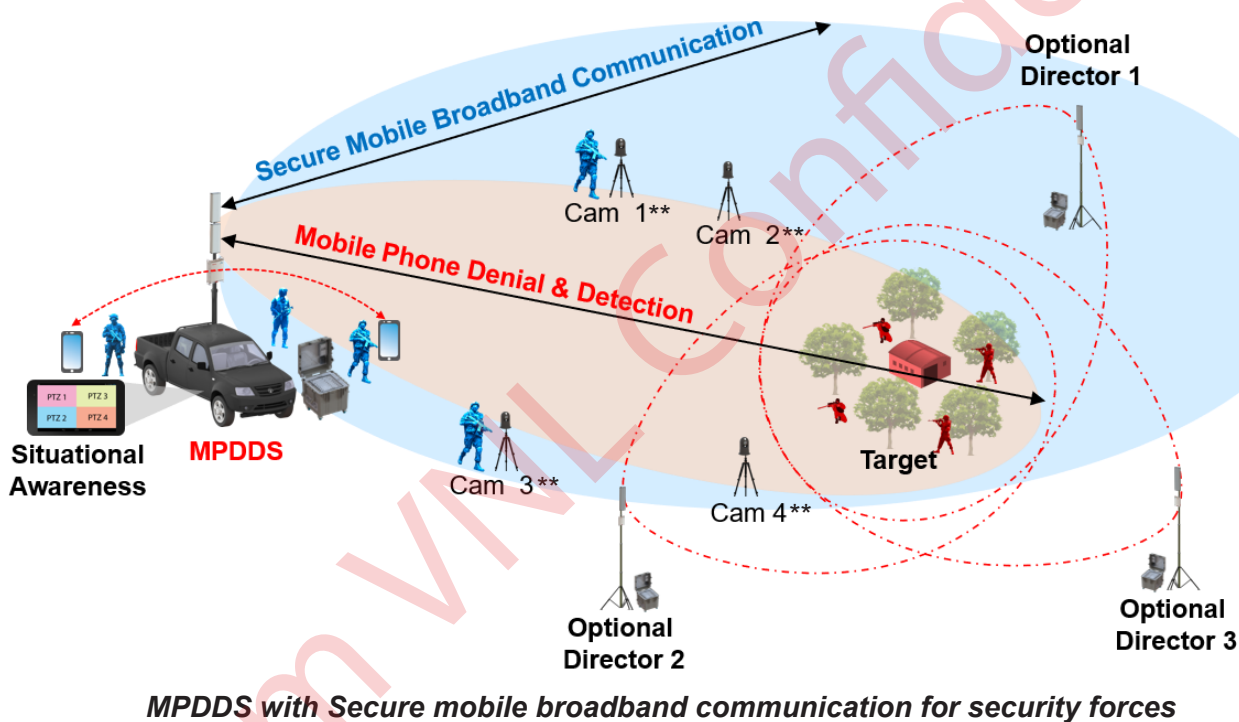 Secure Mobile Broadband Communication
Optional
Director 1
Cam 1**
Cam 2**
Mobile Phone Denial & Detection
PTZ 1
PTZ 3
PTZ 2
PTZ 4
Situational
Awareness
MPDDS
Cam 3**
Cam 4**
Target
Optional
Director 2
Optional
Director 3
MPDDS with Secure mobile broadband communication for security forces
m VNL Confide